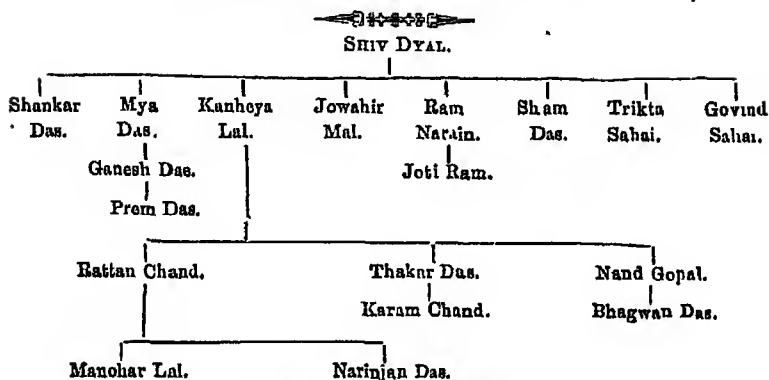 SHIV DYAL.
Shankar Mya Kanheya Jowahir Ram Sham Trikta Govind
Das. Das. Lal. Mal. Narain. Das. Sahai. Sahai.
Ganesh Das. Joti Ram.
Prem Das.
Rattan Chand. Thakar Das. Nand Gopal.
Karam Chand. Bhagwan Das.
Manohar Lal. Narinjan Das.